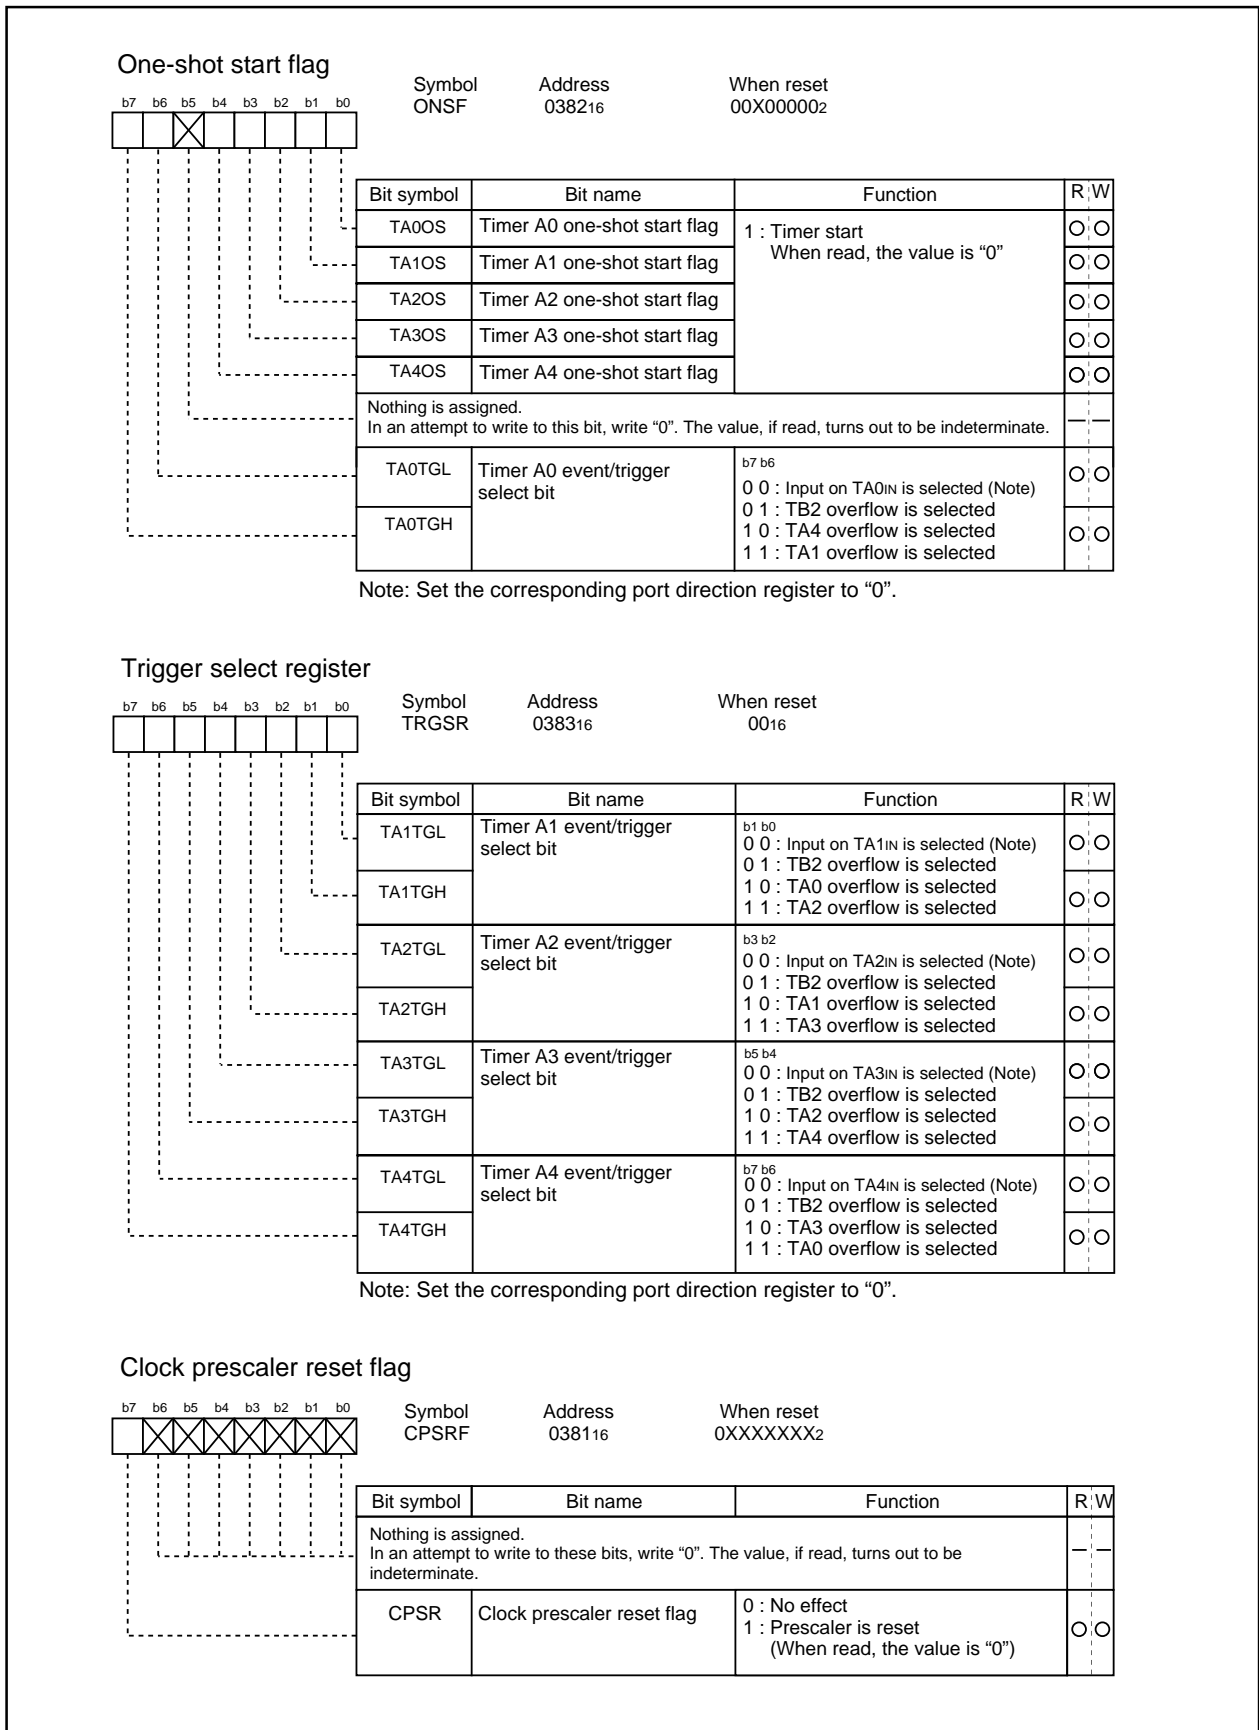 One-shot start flag
Symbol Address When reset
ONSF 038216 00X000002
b7 b6 b5 b4 b3 b2 b1 b0
Bit symbol Bit name Function R W
TA0OS Timer A0 one-shot start flag 1 : Timer start
When read, the value is “0”
TA1OS Timer A1 one-shot start flag
TA2OS Timer A2 one-shot start flag
TA3OS Timer A3 one-shot start flag
TA4OS Timer A4 one-shot start flag
Nothing is assigned.
In an attempt to write to this bit, write “0”. The value, if read, turns out to be indeterminate.
TA0TGL Timer A0 event/trigger
select bit
b7 b6
0 0 : Input on TA0IN is selected (Note)
0 1 : TB2 overflow is selected
1 0 : TA4 overflow is selected
1 1 : TA1 overflow is selected
TA0TGH
Note: Set the corresponding port direction register to “0”.
Trigger select register
Symbol Address When reset
TRGSR 038316 0016
b7 b6 b5 b4 b3 b2 b1 b0
Bit symbol Bit name Function R W
TA1TGL Timer A1 event/trigger
select bit
b1 b0
0 0 : Input on TA1IN is selected (Note)
0 1 : TB2 overflow is selected
1 0 : TA0 overflow is selected
1 1 : TA2 overflow is selected
TA1TGH
TA2TGL Timer A2 event/trigger
select bit
b3 b2
0 0 : Input on TA2IN is selected (Note)
0 1 : TB2 overflow is selected
1 0 : TA1 overflow is selected
1 1 : TA3 overflow is selected
TA2TGH
TA3TGL Timer A3 event/trigger
select bit
b5 b4
0 0 : Input on TA3IN is selected (Note)
0 1 : TB2 overflow is selected
1 0 : TA2 overflow is selected
1 1 : TA4 overflow is selected
TA3TGH
TA4TGL Timer A4 event/trigger
select bit
b7 b6
0 0 : Input on TA4IN is selected (Note)
0 1 : TB2 overflow is selected
1 0 : TA3 overflow is selected
1 1 : TA0 overflow is selected
TA4TGH
Note: Set the corresponding port direction register to “0”.
Clock prescaler reset flag
Symbol Address When reset
CPSRF 038116 0XXXXXXX2
b7 b6 b5 b4 b3 b2 b1 b0
Bit symbol Bit name Function R W
Nothing is assigned.
In an attempt to write to these bits, write “0”. The value, if read, turns out to be
indeterminate.
CPSR Clock prescaler reset flag 0 : No effect
1 : Prescaler is reset
(When read, the value is “0”)